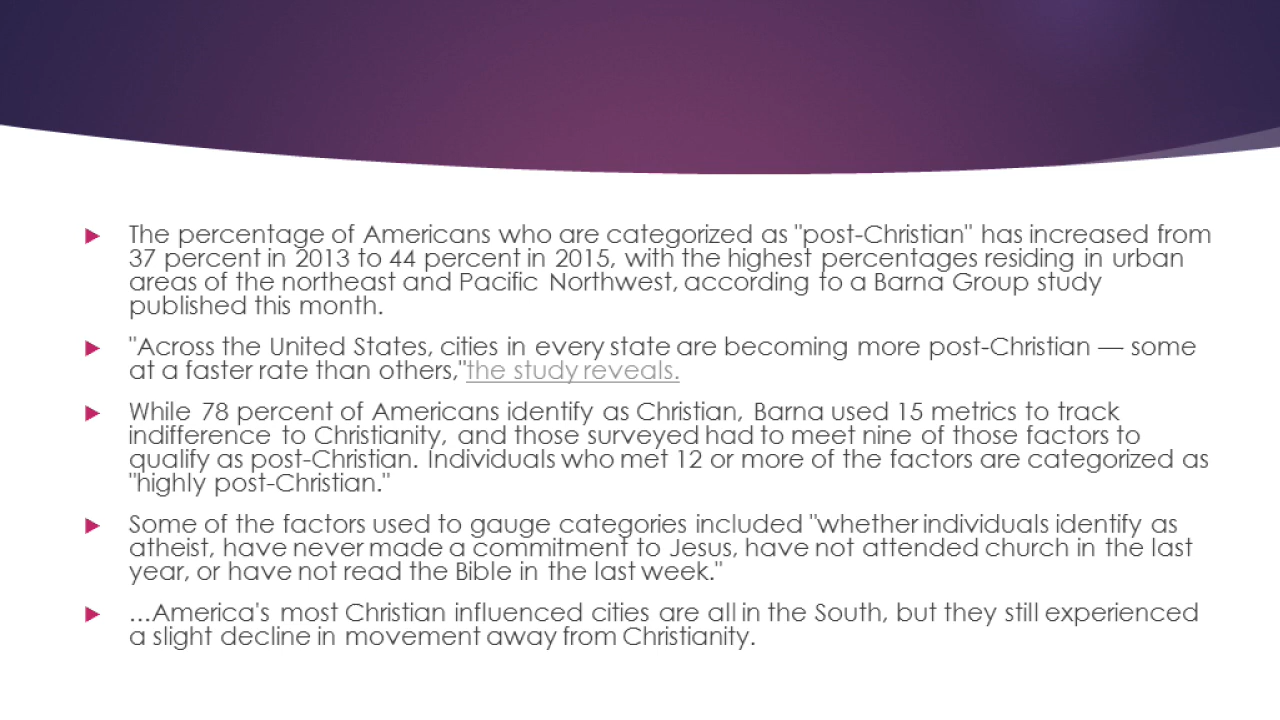 The percentage of Americans who are categorized as "post-Christian" has increased from
37 percent in 2013 to 44 percent in 2015, with the highest percentages residing in urban
areas of the northeast and Pacific Northwest, according to a Barna Group study
published this month.
"Across the United States, cities in every state are becoming more post-Christian — some
at a faster rate than others,"the study reveals.
While 78 percent of Americans identify as Christian, Barna used 15 metrics to track
indifference to Christianity, and those surveyed had to meet nine of those factors to
qualify as post-Christian. Individuals who met 12 or more of the factors are categorized as
"highly post-Christian."
Some of the factors used to gauge categories included "whether individuals identify as
atheist, have never made a commitment to Jesus, have not attended church in the last
year, or have not read the Bible in the last week."
...America's most Christian influenced cities are all in the South, but they still experienced
a slight decline in movement away from Christianity.